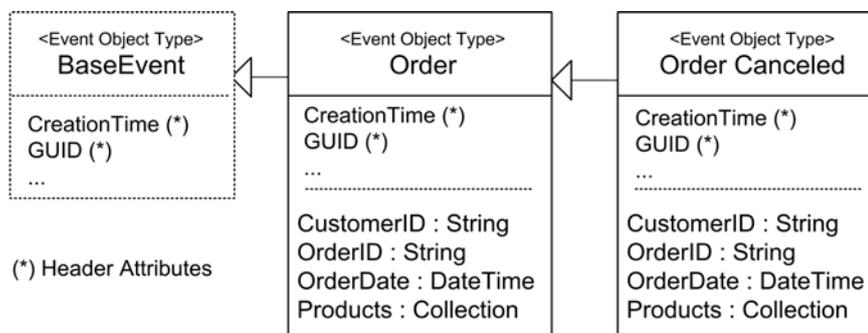 <Event Object Type>
BaseEvent
CreationTime (*)
GUID (*)
...
(*) Header Attributes
<Event Object Type>
Order
CreationTime (*)
GUID (*)
...
CustomerID : String
OrderID : String
OrderDate : DateTime
Products : Collection
<Event Object Type>
Order Canceled
CreationTime (*)
GUID (*)
...
CustomerID : String
OrderID : String
OrderDate : DateTime
Products : Collection